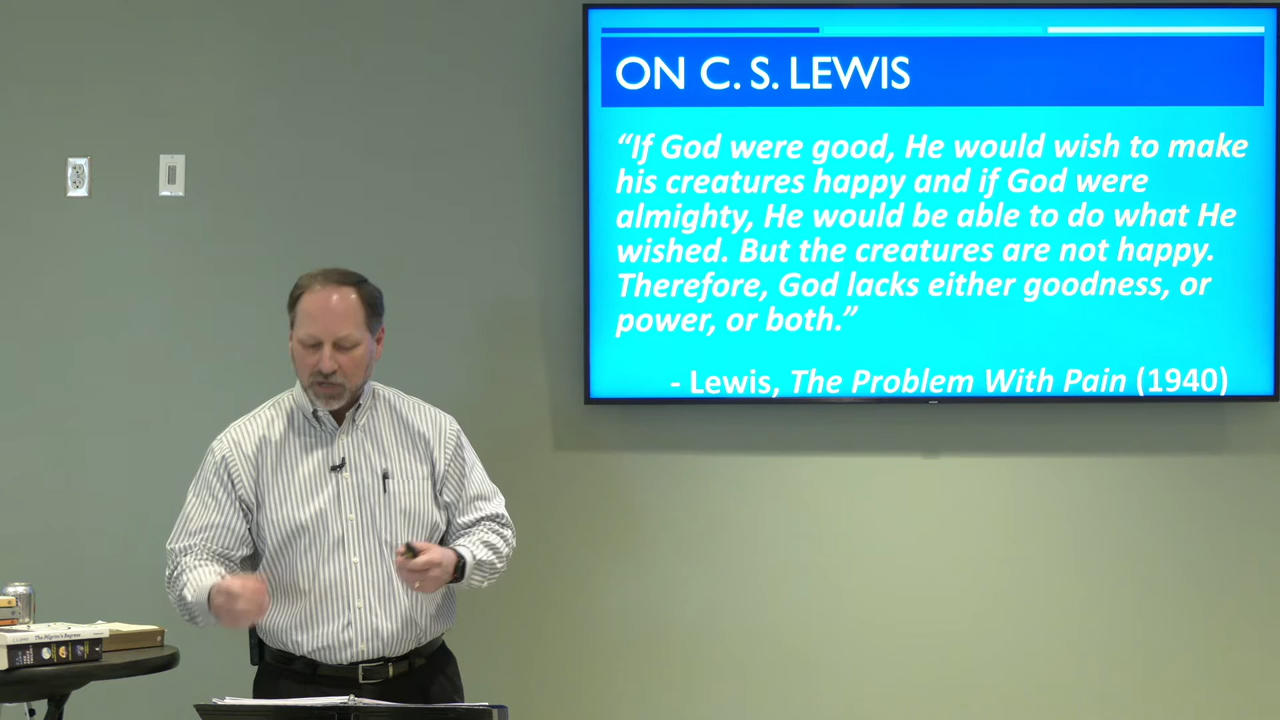 ON C. S. LEWIS
“If God were good, He would wish to make
his creatures happy and if God were
almighty, He would be able to do what He
wished. But the creatures are not happy.
Therefore, God lacks either goodness, or
power, or both.”
- Lewis, The Problem With Pain (1940)
The Pilgrim's Regress